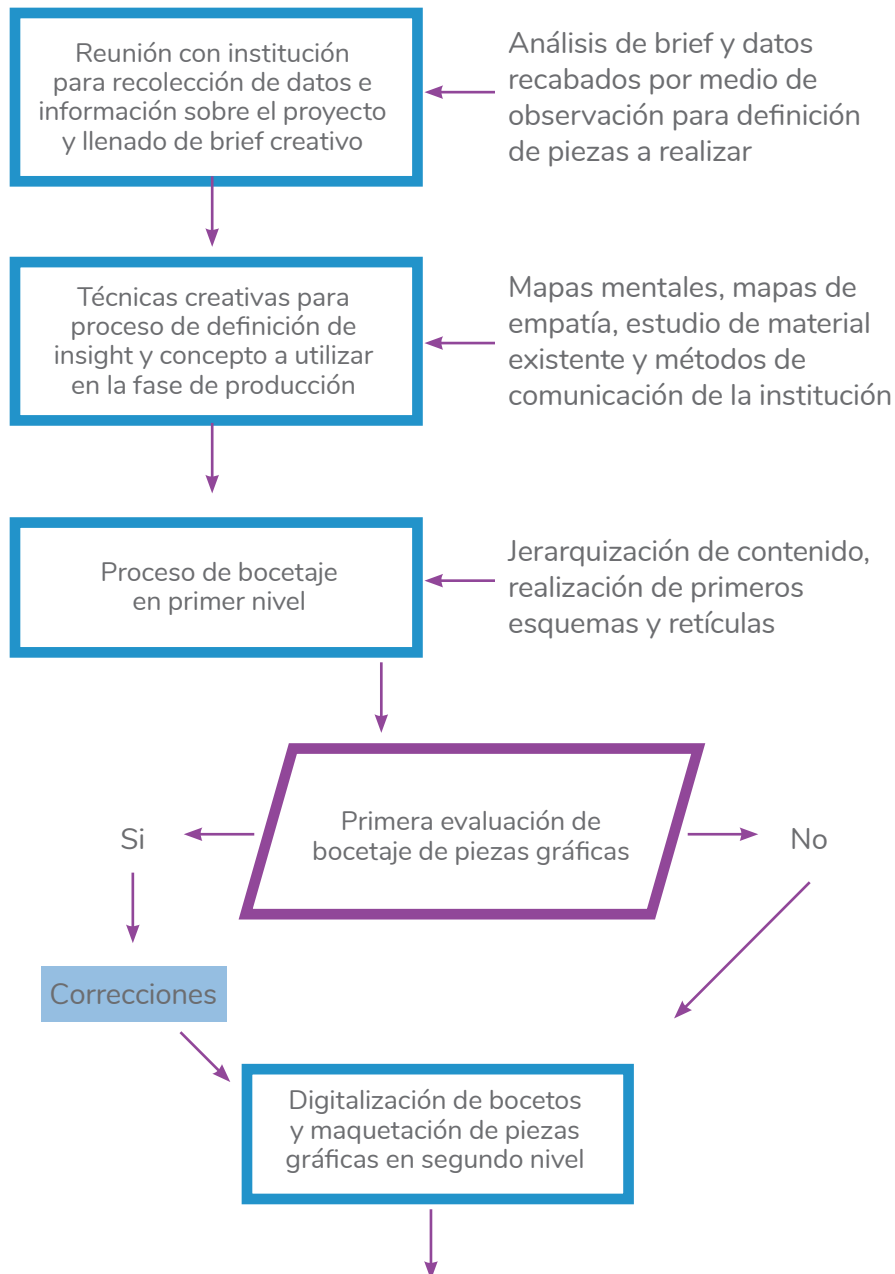 Reunión con institución
para recolección de datos e
información sobre el proyecto
y llenado de brief creativo
Análisis de brief y datos
recabados por medio de
observación para definición
de piezas a realizar
Técnicas creativas para
proceso de definición de
insight y concepto a utilizar
en la fase de producción
Mapas mentales, mapas de
empatía, estudio de material
existente y métodos de
comunicación de la institución
Proceso de bocetaje
en primer nivel
Jerarquización de contenido,
realización de primeros
esquemas y retículas
Primera evaluación de
bocetaje de piezas gráficas
Si
No
Correcciones
Digitalización de bocetos
y maquetación de piezas
gráficas en segundo nivel